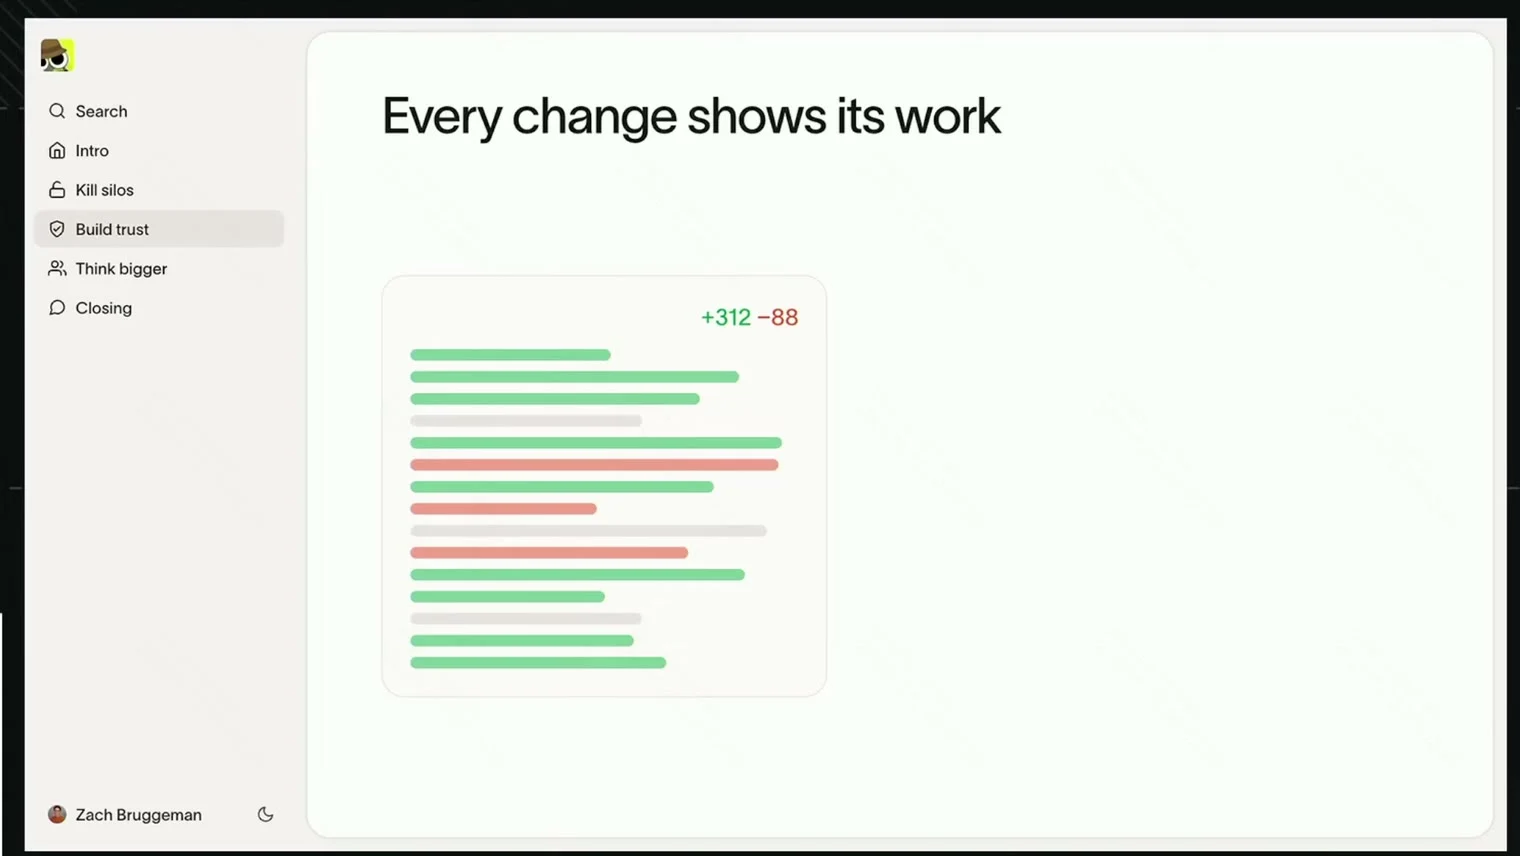 Search
Intro
Kill silos
Build trust
Think bigger
Closing
Zach Bruggeman
Every change shows its work
+312 −88